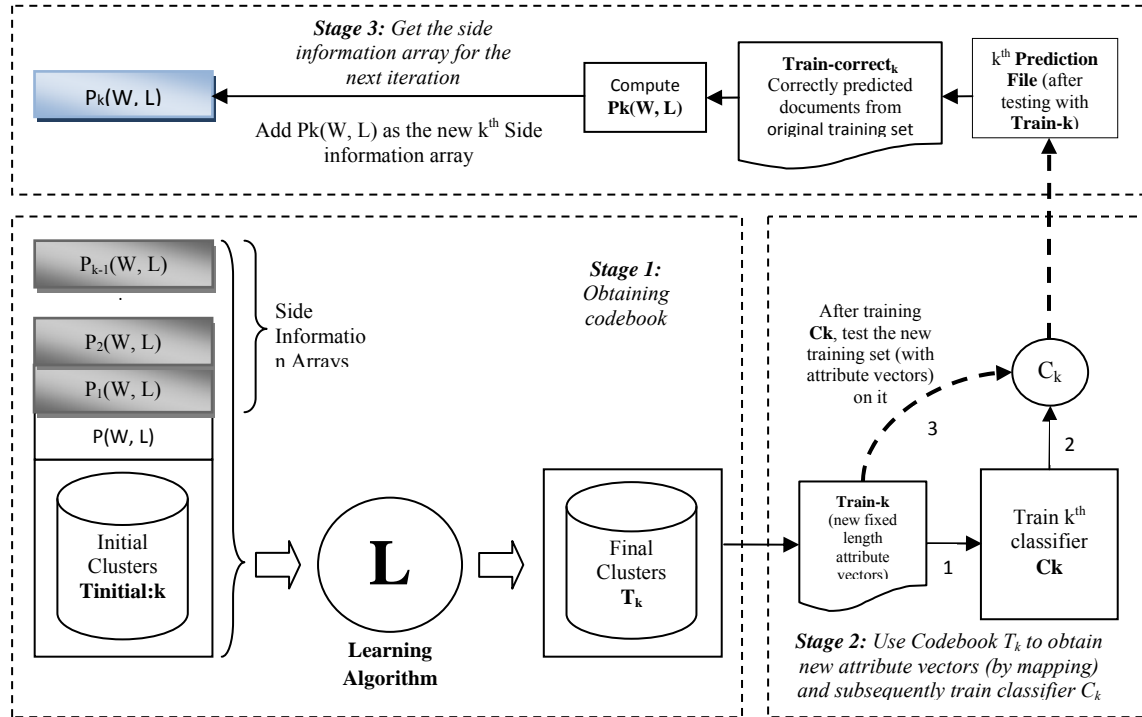 Stage 3: Get the side
information array for the
next iteration
Pk(W, L)
Add Pk(W, L) as the new kth Side
information array
Compute
Pk(W, L)
Train-correctk
Correctly predicted
documents from
original training set
kth Prediction
File (after
testing with
Train-k)
Pk-1(W, L)
.
P2(W, L)
P1(W, L)
P(W, L)
Side
Informatio
n Arrays
Initial
Clusters
Tinitial:k
L
Learning
Algorithm
Stage 1:
Obtaining
codebook
Final
Clusters
Tk
After training
Ck, test the new
training set (with
attribute vectors)
on it
Ck
3
2
Train-k
(new fixed
length
attribute
vectors)
1
Train kth
classifier
Ck
Stage 2: Use Codebook Tk to obtain
new attribute vectors (by mapping)
and subsequently train classifier Ck